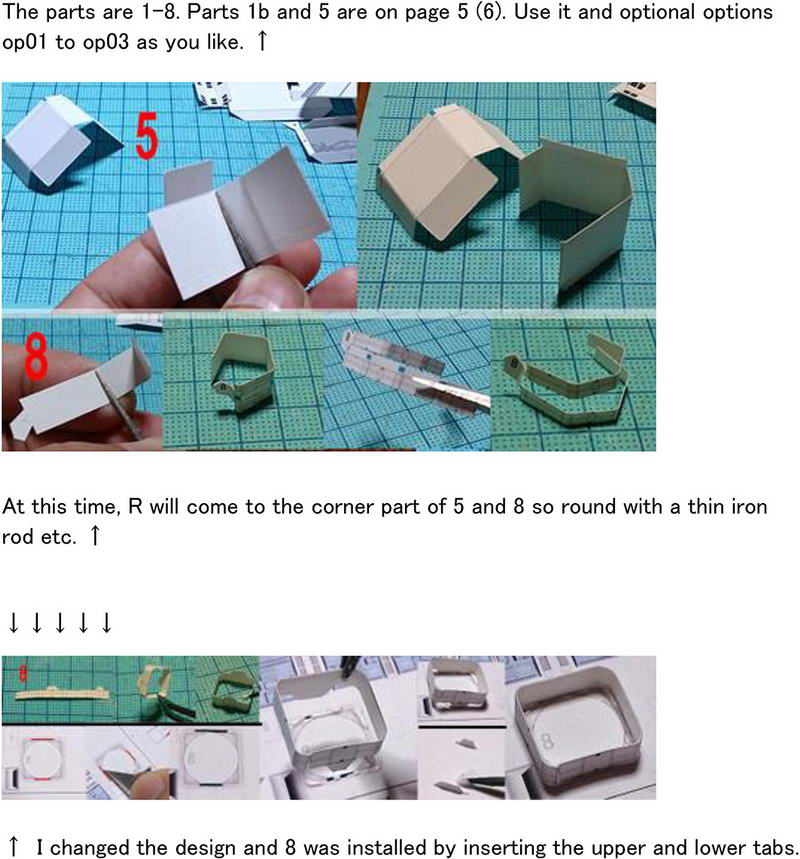 The parts are 1-8. Parts 1b and 5 are on page 5 (6). Use it and optional options
op01 to op03 as you like. ↑
5
8
8
At this time, R will come to the corner part of 5 and 8 so round with a thin iron
rod etc. ↑
↓ ↓ ↓ ↓ ↓
8
8
↑ I changed the design and 8 was installed by inserting the upper and lower tabs.